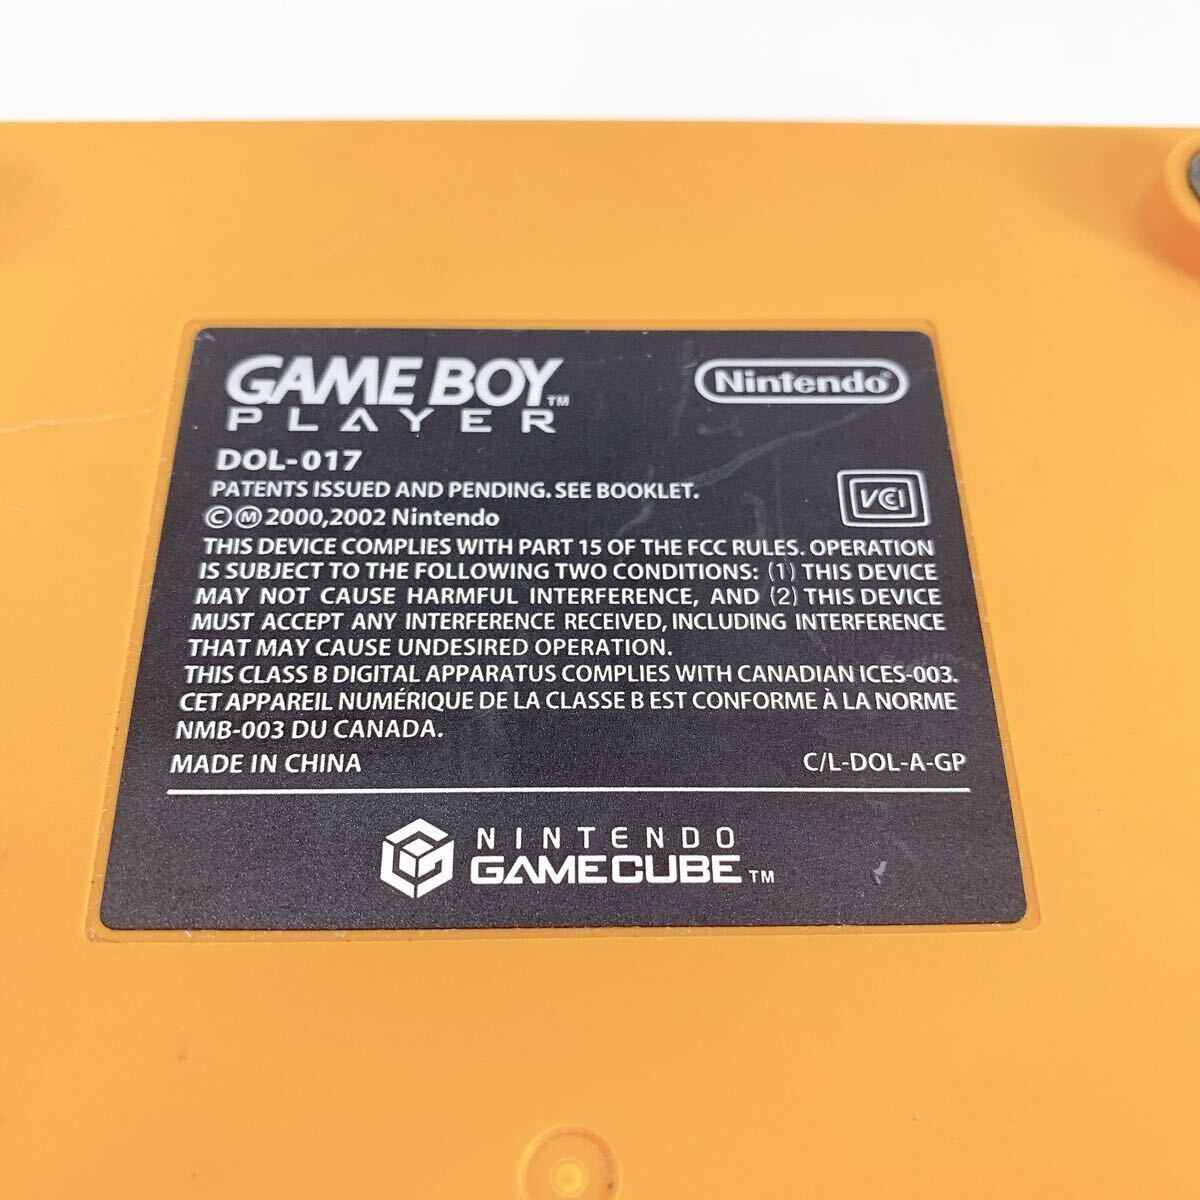 GAME BOY™
PLAYER
Nintendo®
DOL-017
PATENTS ISSUED AND PENDING. SEE BOOKLET.
VCI
©Ⓜ2000,2002 Nintendo
THIS DEVICE COMPLIES WITH PART 15 OF THE FCC RULES. OPERATION
IS SUBJECT TO THE FOLLOWING TWO CONDITIONS: (1) THIS DEVICE
MAY NOT CAUSE HARMFUL INTERFERENCE, AND (2) THIS DEVICE
MUST ACCEPT ANY INTERFERENCE RECEIVED, INCLUDING INTERFERENCE
THAT MAY CAUSE UNDESIRED OPERATION.
THIS CLASS B DIGITAL APPARATUS COMPLIES WITH CANADIAN ICES-003.
CET APPAREIL NUMÉRIQUE DE LA CLASSE B EST CONFORME À LA NORME
NMB-003 DU CANADA.
MADE IN CHINA
C/L-DOL-A-GP
NINTENDO
GAMECUBE™